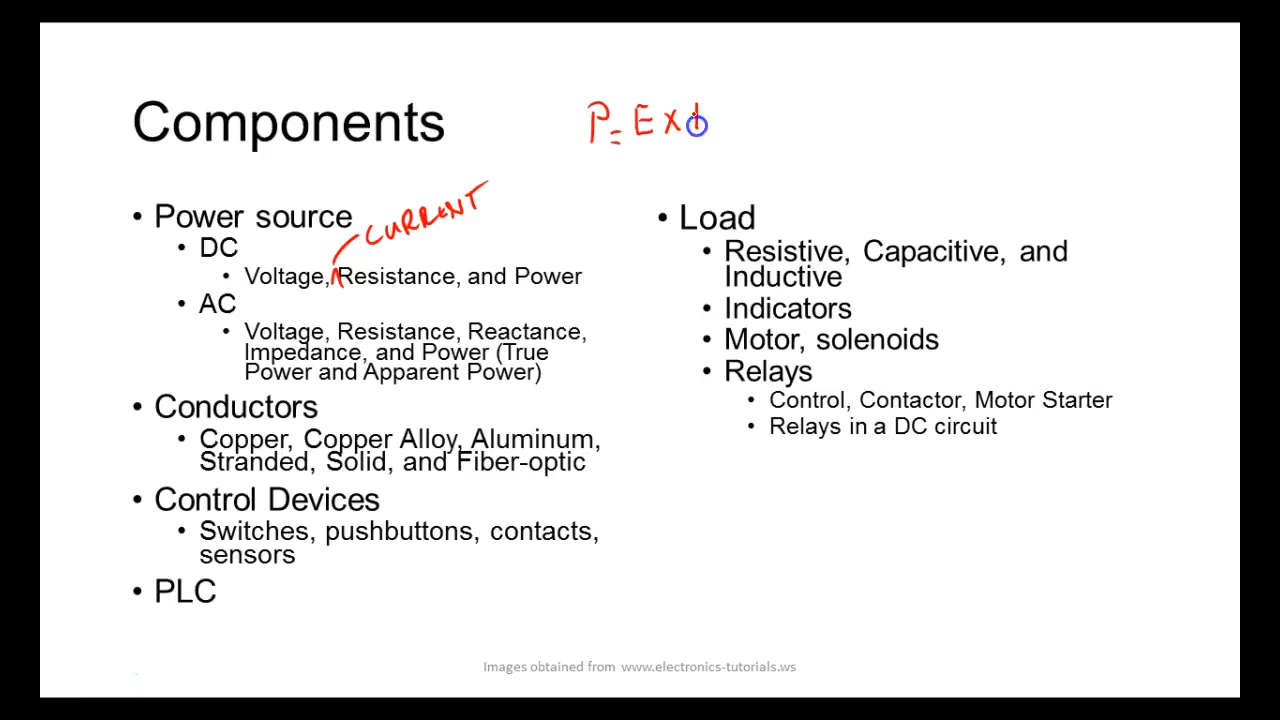 Components
P = E x I
• Power source
CURRENT
• DC
• Voltage, Resistance, and Power
• AC
• Voltage, Resistance, Reactance,
Impedance, and Power (True
Power and Apparent Power)
• Conductors
• Copper, Copper Alloy, Aluminum,
Stranded, Solid, and Fiber-optic
• Control Devices
• Switches, pushbuttons, contacts,
sensors
• PLC
• Load
• Resistive, Capacitive, and
Inductive
• Indicators
• Motor, solenoids
• Relays
• Control, Contactor, Motor Starter
• Relays in a DC circuit
Images obtained from www.electronics-tutorials.ws